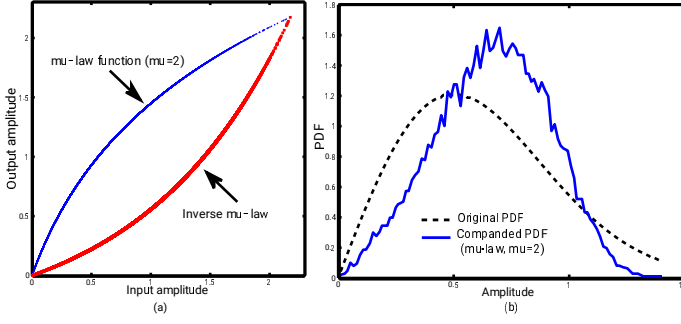 2
1.5
1
0.5
0
0
0.5
1
1.5
2
Output amplitude
Input amplitude
mu-law function (mu=2)
Inverse mu-law
(a)
1.8
1.6
1.4
1.2
1
0.8
0.6
0.4
0.2
0
0
0.5
1
1.5
PDF
Amplitude
Original PDF
Companded PDF
(mu-law, mu=2)
(b)